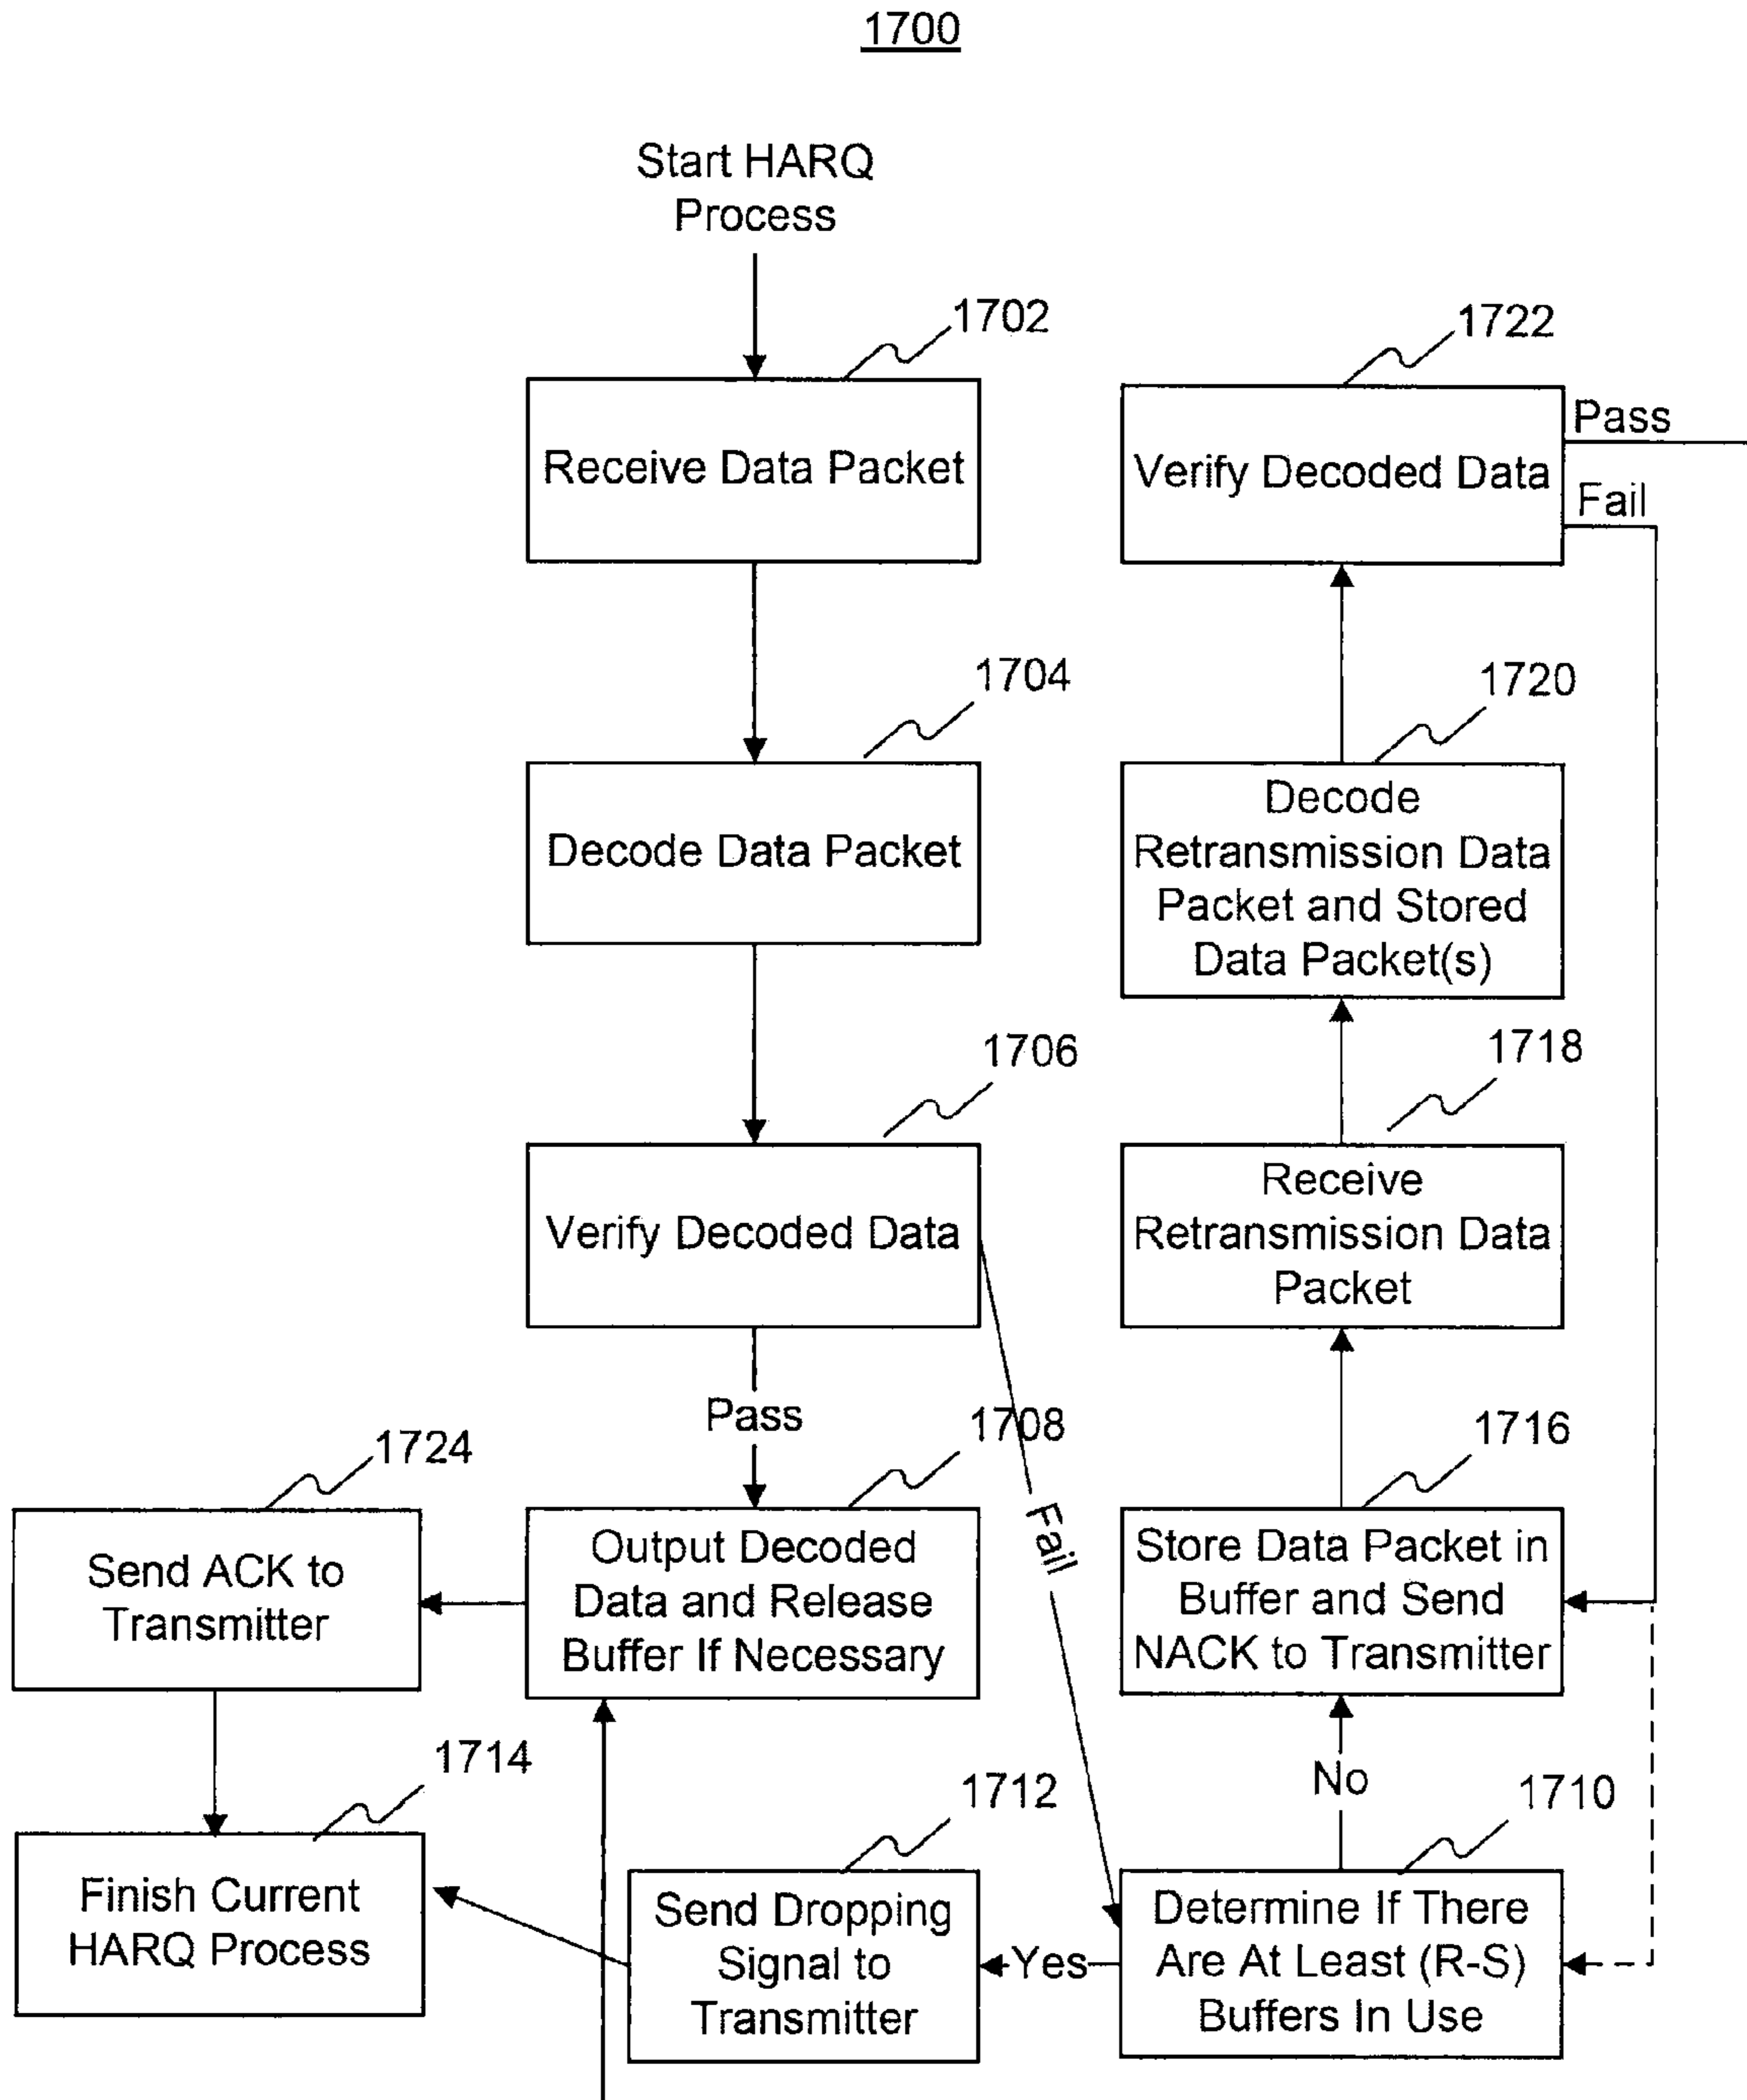 1700
Start HARQ
Process
1702
Receive Data Packet
1704
Decode Data Packet
1706
Verify Decoded Data
Pass
Fail
1708
Output Decoded
Data and Release
Buffer If Necessary
1724
Send ACK to
Transmitter
1714
Finish Current
HARQ Process
1712
Send Dropping
Signal to
Transmitter
Yes
1710
Determine If There
Are At Least (R-S)
Buffers In Use
No
1716
Store Data Packet in
Buffer and Send
NACK to Transmitter
1718
Receive
Retransmission Data
Packet
1720
Decode
Retransmission Data
Packet and Stored
Data Packet(s)
1722
Verify Decoded Data
Pass
Fail